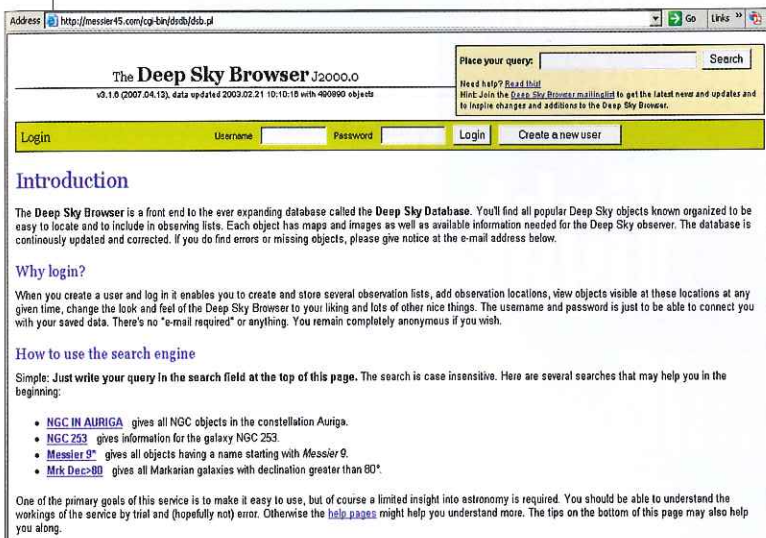 Address http://messier45.com/cgi-bin/dsdb/dsb.pl Go Links »
The Deep Sky Browser J2000.0
v3.1.6 (2007.04.13), data updated 2003.02.21 10:10:18 with 490890 objects
Place your query: Search
Need help? Read this!
Hint: Join the Deep Sky Browser mailinglist to get the latest news and updates and
to inspire changes and additions to the Deep Sky Browser.
Login Username Password Login Create a new user
Introduction
The Deep Sky Browser is a front end to the ever expanding database called the Deep Sky Database. You'll find all popular Deep Sky objects known organized to be
easy to locate and to include in observing lists. Each object has maps and images as well as available information needed for the Deep Sky observer. The database is
continously updated and corrected. If you do find errors or missing objects, please give notice at the e-mail address below.
Why login?
When you create a user and log in it enables you to create and store several observation lists, add observation locations, view objects visible at these locations at any
given time, change the look and feel of the Deep Sky Browser to your liking and lots of other nice things. The username and password is just to be able to connect you
with your saved data. There's no "e-mail required" or anything. You remain completely anonymous if you wish.
How to use the search engine
Simple: Just write your query in the search field at the top of this page. The search is case insensitive. Here are several searches that may help you in the
beginning:
• NGC IN AURIGA gives all NGC objects in the constellation Auriga.
• NGC 253 gives information for the galaxy NGC 253.
• Messier 9* gives all objects having a name starting with Messier 9.
• Mrk Dec>80 gives all Markarian galaxies with declination greater than 80°.
One of the primary goals of this service is to make it easy to use, but of course a limited insight into astronomy is required. You should be able to understand the
workings of the service by trial and (hopefully not) error. Otherwise the help pages might help you understand more. The tips on the bottom of this page may also help
you along.